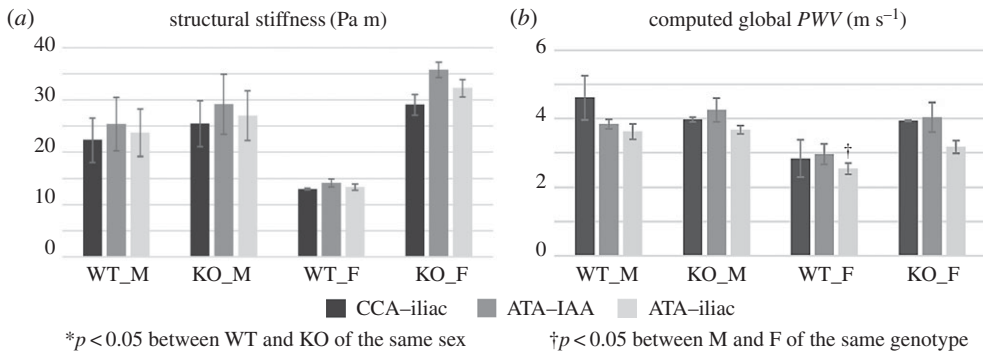 (a) structural stiffness (Pa m)
40
30
20
10
0
WT_M KO_M WT_F KO_F
(b) computed global PWV (m s⁻¹)
6
4
2
0
†
WT_M KO_M WT_F KO_F
CCA–iliac ATA–IAA ATA–iliac
*p < 0.05 between WT and KO of the same sex
†p < 0.05 between M and F of the same genotype